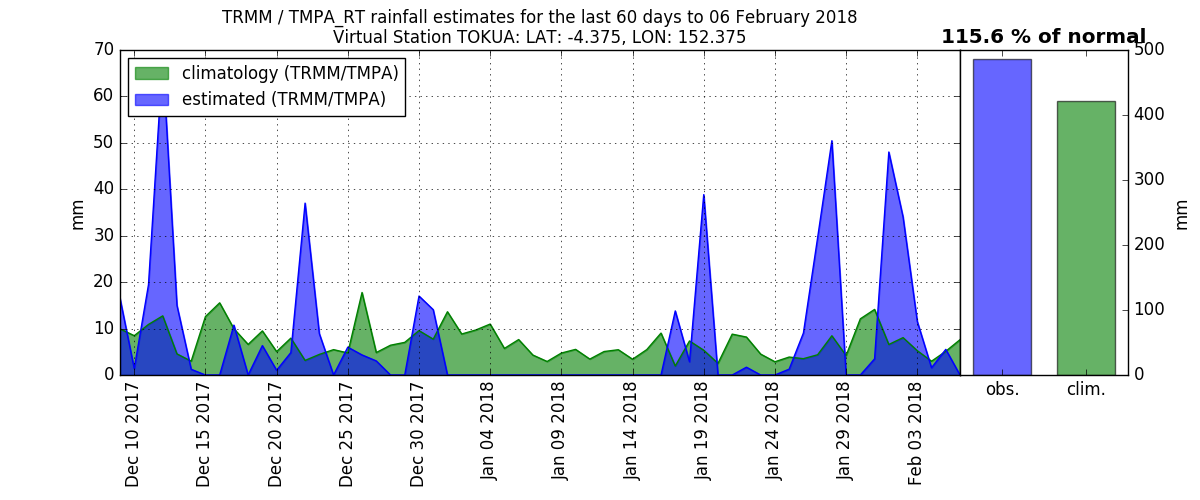 TRMM / TMPA_RT rainfall estimates for the last 60 days to 06 February 2018
Virtual Station TOKUA: LAT: -4.375, LON: 152.375
115.6 % of normal
climatology (TRMM/TMPA)
estimated (TRMM/TMPA)
70
60
50
40
30
20
10
0
mm
Dec 10 2017
Dec 15 2017
Dec 20 2017
Dec 25 2017
Dec 30 2017
Jan 04 2018
Jan 09 2018
Jan 14 2018
Jan 19 2018
Jan 24 2018
Jan 29 2018
Feb 03 2018
obs.
clim.
500
400
300
200
100
0
mm